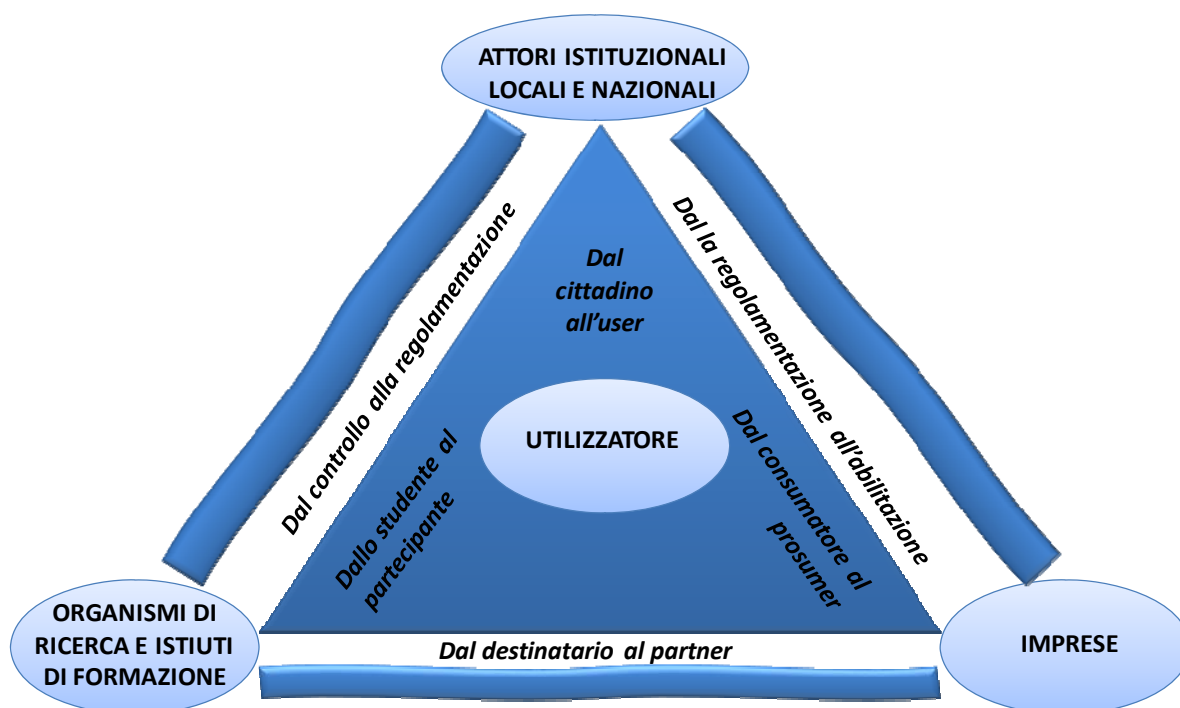 ATTORI ISTITUZIONALI
LOCALI E NAZIONALI
Dal controllo alla regolamentazione
Dal la regolamentazione all'abilitazione
Dal
cittadino
all'user
UTILIZZATORE
Dallo studente al
partecipante
Dal consumatore al
prosumer
ORGANISMI DI
RICERCA E ISTIUTI
DI FORMAZIONE
IMPRESE
Dal destinatario al partner